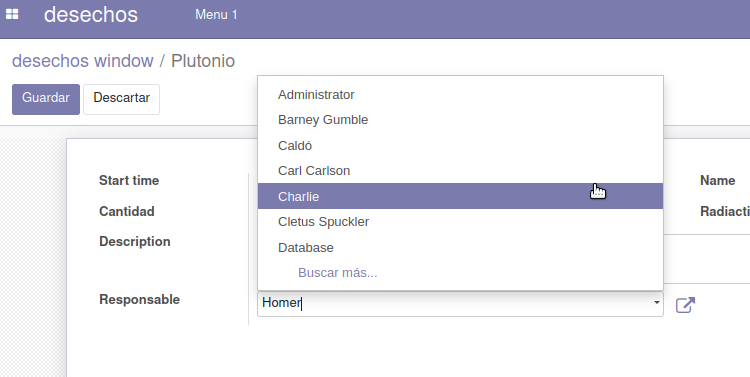 desechos Menu 1
desechos window / Plutonio
Guardar Descartar
Administrator
Barney Gumble
Caldó
Carl Carlson
Charlie
Cletus Spuckler
Database
Buscar más...
Start time Name
Cantidad Radiacti
Description
Responsable Homer